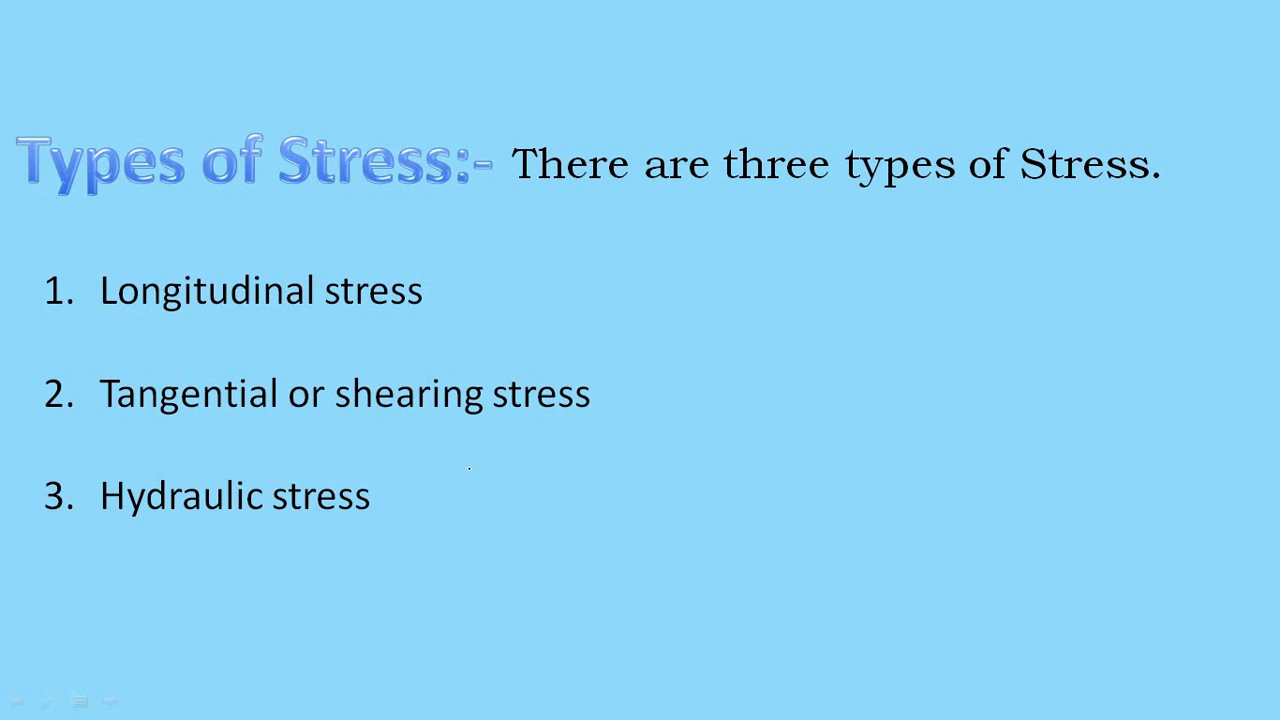 Types of Stress:- There are three types of Stress.
1. Longitudinal stress
2. Tangential or shearing stress
3. Hydraulic stress